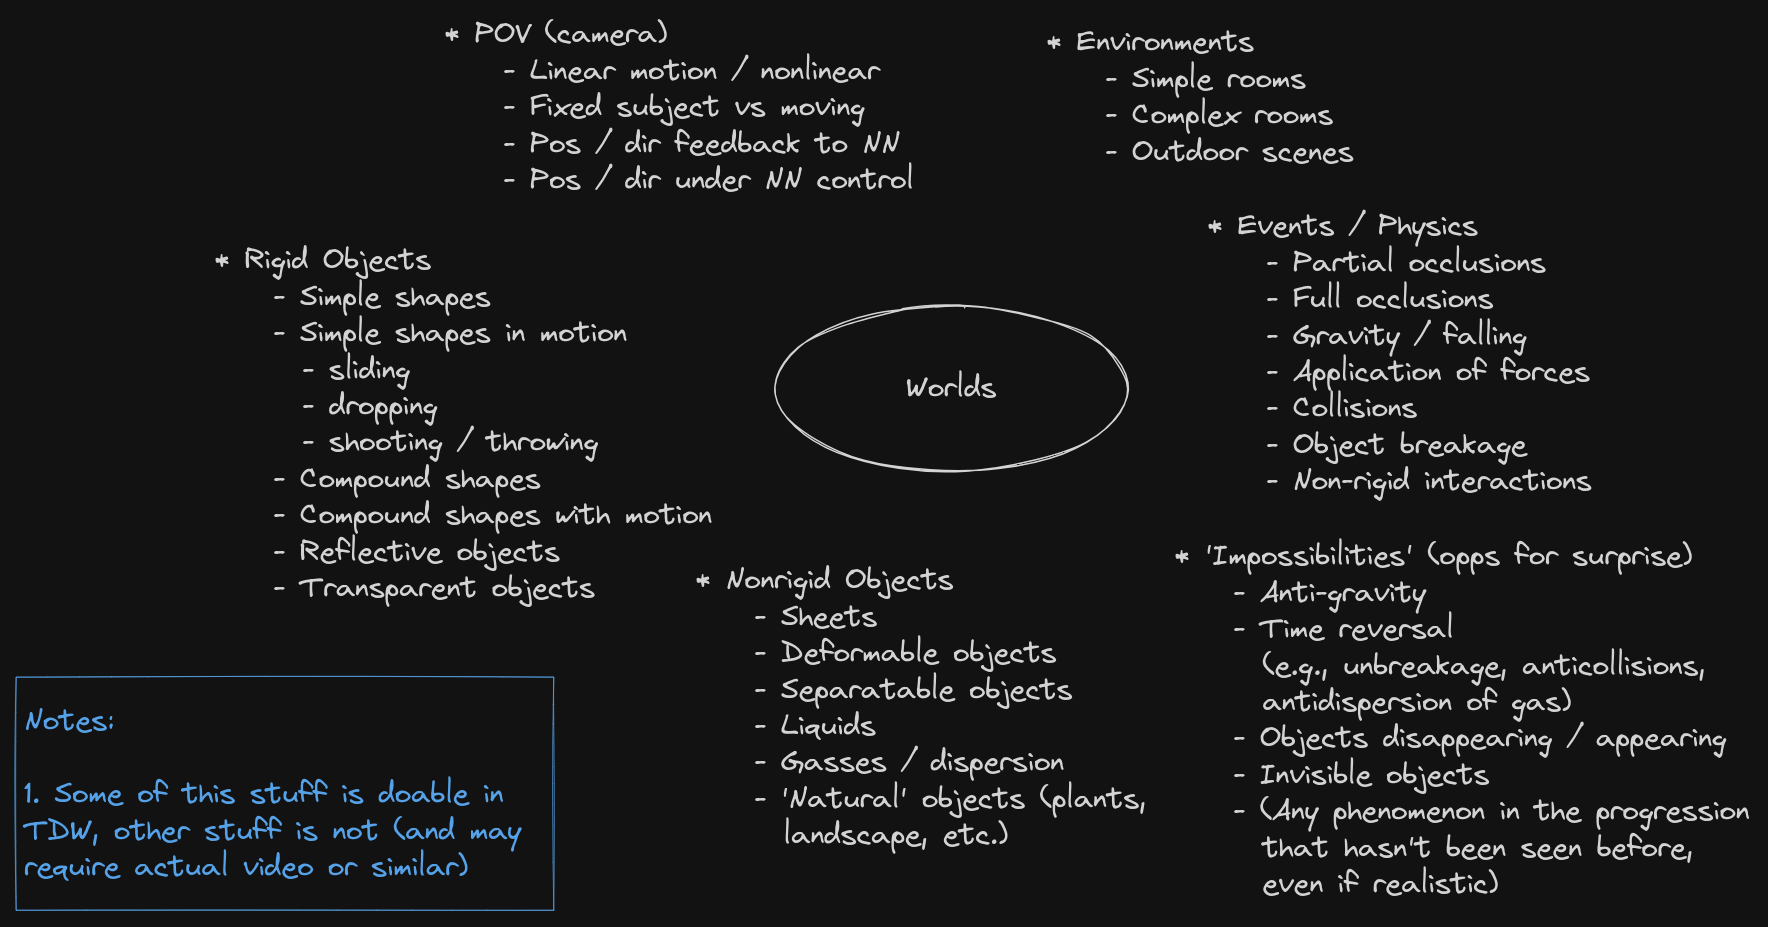 * POV (camera)
- Linear motion / nonlinear
- Fixed subject vs moving
- Pos / dir feedback to NN
- Pos / dir under NN control
* Environments
- Simple rooms
- Complex rooms
- Outdoor scenes
* Rigid Objects
- Simple shapes
- Simple shapes in motion
- sliding
- dropping
- shooting / throwing
- Compound shapes
- Compound shapes with motion
- Reflective objects
- Transparent objects
Worlds
* Events / Physics
- Partial occlusions
- Full occlusions
- Gravity / falling
- Application of forces
- Collisions
- Object breakage
- Non-rigid interactions
* Nonrigid Objects
- Sheets
- Deformable objects
- Separatable objects
- Liquids
- Gasses / dispersion
- 'Natural' objects (plants,
landscape, etc.)
* 'Impossibilities' (opps for surprise)
- Anti-gravity
- Time reversal
(e.g., unbreakage, anticollisions,
antidispersion of gas)
- Objects disappearing / appearing
- Invisible objects
- (Any phenomenon in the progression
that hasn't been seen before,
even if realistic)
Notes:
1. Some of this stuff is doable in
TDW, other stuff is not (and may
require actual video or similar)